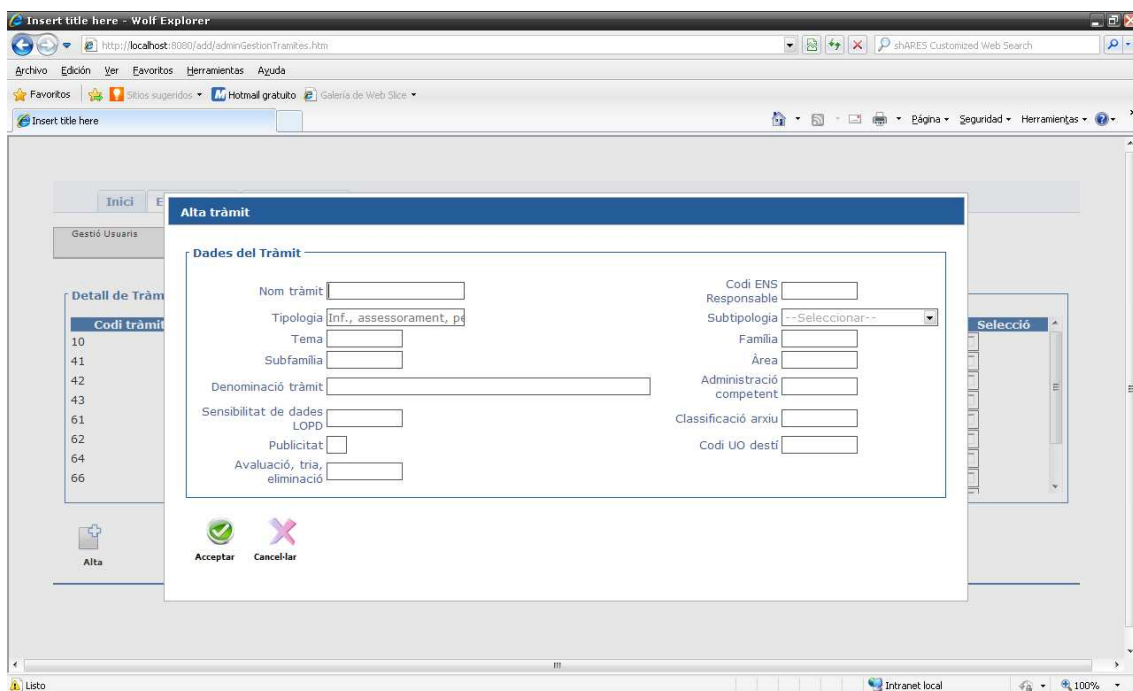 Insert title here - Wolf Explorer
http://localhost:8080/add/adminGestionTramites.htm
shARES Customized Web Search
Archivo Edición Ver Favoritos Herramientas Ayuda
Favoritos Sitios sugeridos Hotmail gratuito Galería de Web Slice
Insert title here
Página Seguridad Herramientas
Inici E
Alta tràmit
Gestió Usuaris
Dades del Tràmit
Nom tràmit
Codi ENS
Responsable
Detall de Tràm
Tipologia Inf., assessorament, pe
Subtipologia --Seleccionar--
Codi tràmit
Selecció
Tema
Família
10
Subfamília
Àrea
41
Denominació tràmit
Administració
competent
42
43
Sensibilitat de dades
LOPD
Classificació arxiu
61
Publicitat
Codi UO destí
62
64
Avaluació, tria,
eliminació
66
Acceptar Cancel·lar
Alta
Listo
Intranet local
100%